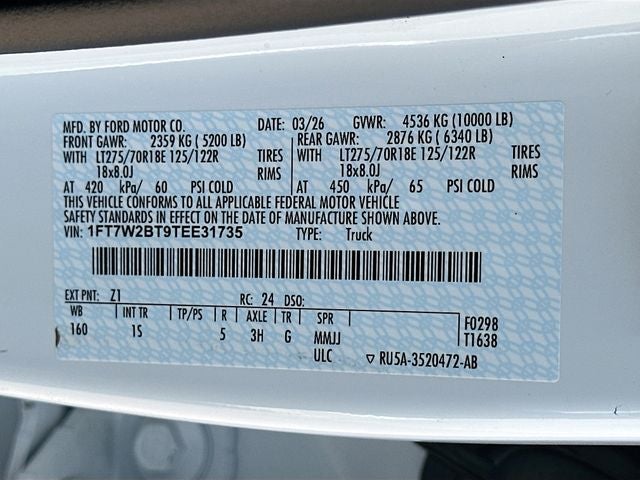 MFD. BY FORD MOTOR CO. DATE: 03/26 GVWR: 4536 KG (10000 LB)
FRONT GAWR: 2359 KG ( 5200 LB) REAR GAWR: 2876 KG ( 6340 LB)
WITH LT275/70R18E 125/122R TIRES WITH LT275/70R18E 125/122R TIRES
18x8.0J RIMS 18x8.0J RIMS
AT 420 kPa/ 60 PSI COLD AT 450 kPa/ 65 PSI COLD
THIS VEHICLE CONFORMS TO ALL APPLICABLE FEDERAL MOTOR VEHICLE
SAFETY STANDARDS IN EFFECT ON THE DATE OF MANUFACTURE SHOWN ABOVE.
VIN: 1FT7W2BT9TEE31735 TYPE: Truck
EXT PNT: Z1 RC: 24 DSO:
WB INT TR TP/PS R AXLE TR SPR F0298
160 1S 5 3H G MMJJ T1638
ULC RU5A-3520472-AB